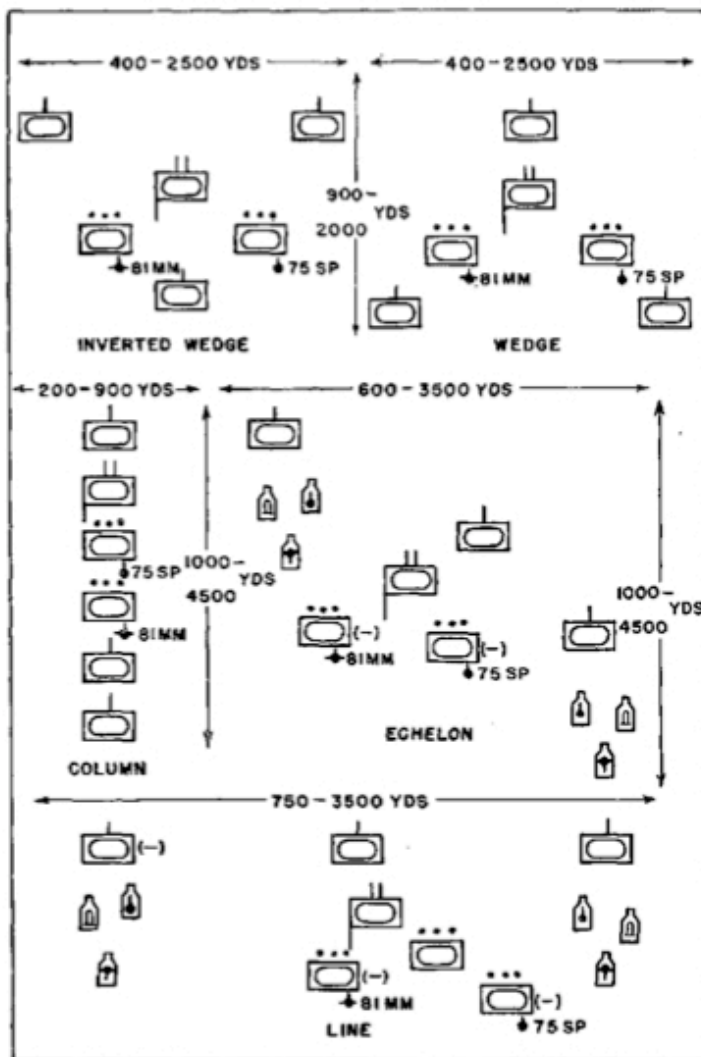 400-2500 YDS
400-2500 YDS
900-
YDS
2000
81MM
75 SP
81MM
75 SP
INVERTED WEDGE
WEDGE
200-900 YDS
600-3500YDS
1000-
YDS
4500
75 SP
81MM
(-)
81MM
(-)
75 SP
1000-
YDS
4500
COLUMN
ECHELON
750-3500 YDS
(-)
(-)
81MM
(-)
75 SP
LINE